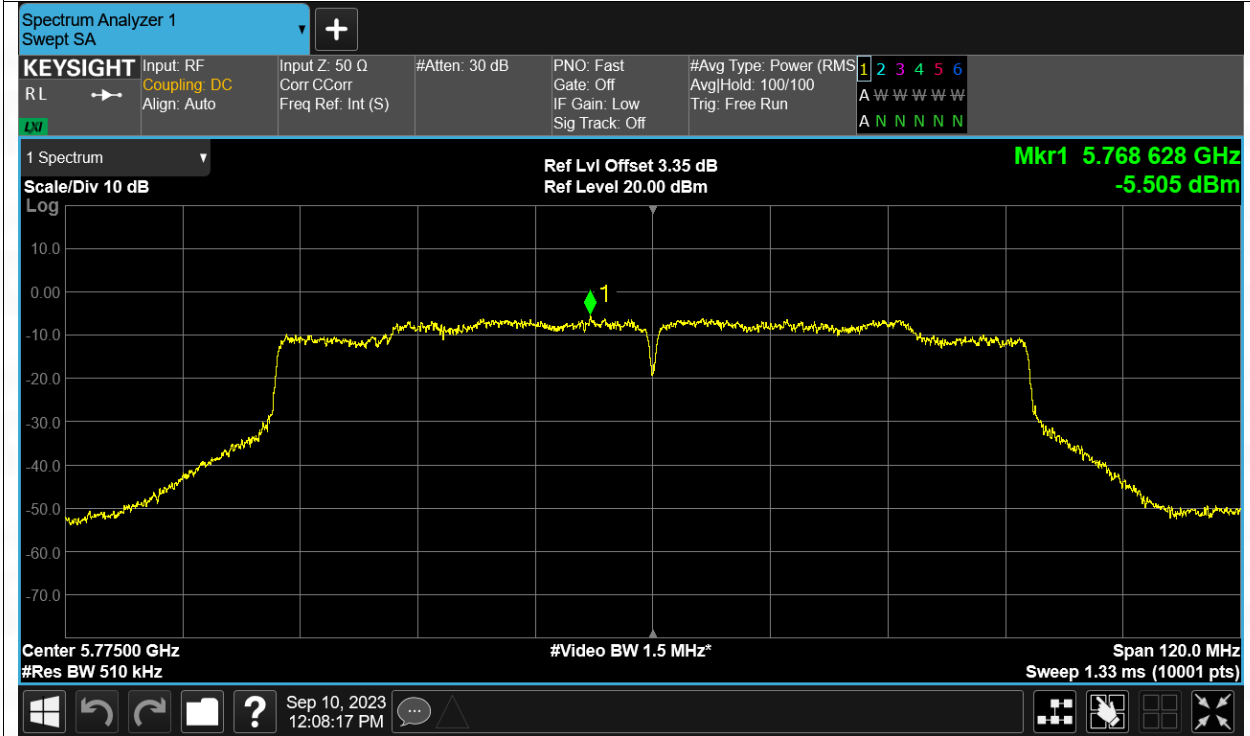 Spectrum Analyzer 1
Swept SA
KEYSIGHT
R L
LXI
Input: RF
Coupling: DC
Align: Auto
Input Z: 50 Ω
Corr CCorr
Freq Ref: Int (S)
#Atten: 30 dB
PNO: Fast
Gate: Off
IF Gain: Low
Sig Track: Off
#Avg Type: Power (RMS
Avg|Hold: 100/100
Trig: Free Run
1 2 3 4 5 6
A W W W W W
A N N N N N
1 Spectrum
Scale/Div 10 dB
Log
Ref Lvl Offset 3.35 dB
Ref Level 20.00 dBm
Mkr1 5.768 628 GHz
-5.505 dBm
10.0
0.00
-10.0
-20.0
-30.0
-40.0
-50.0
-60.0
-70.0
1
Center 5.77500 GHz
#Res BW 510 kHz
#Video BW 1.5 MHz*
Span 120.0 MHz
Sweep 1.33 ms (10001 pts)
?
Sep 10, 2023
12:08:17 PM